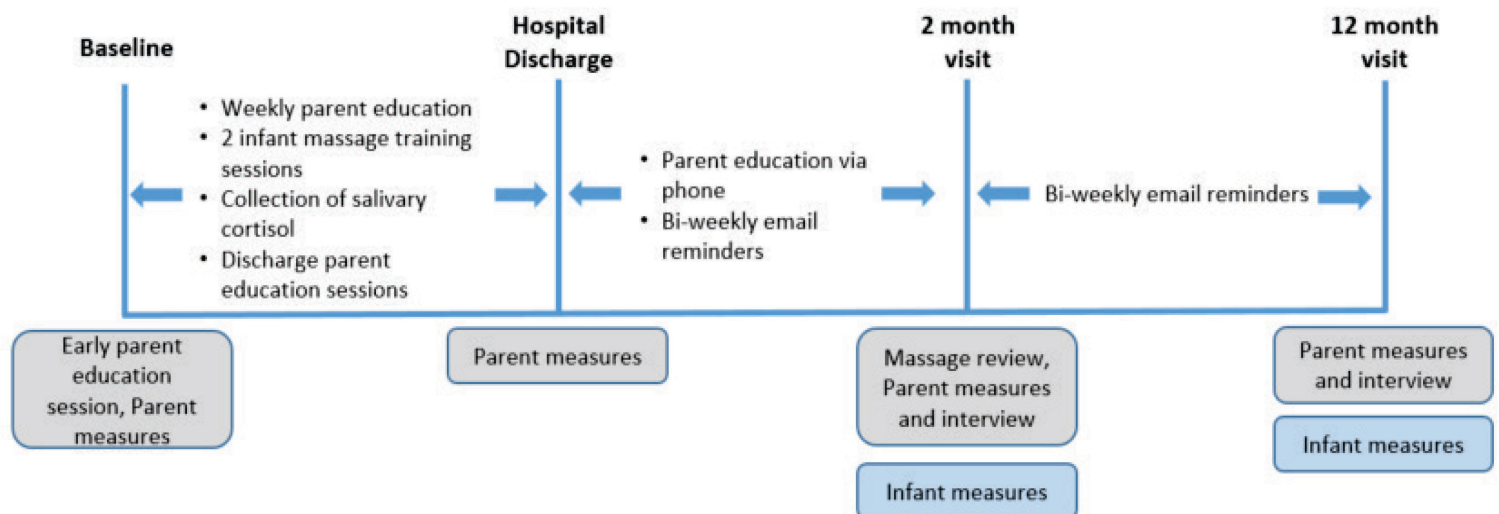 Baseline
Hospital
Discharge
2 month
visit
12 month
visit
• Weekly parent education
• 2 infant massage training
sessions
• Collection of salivary
cortisol
• Discharge parent
education sessions
• Parent education via
phone
• Bi-weekly email
reminders
Bi-weekly email reminders
Early parent
education
session, Parent
measures
Parent measures
Massage review,
Parent measures
and interview
Infant measures
Parent measures
and interview
Infant measures